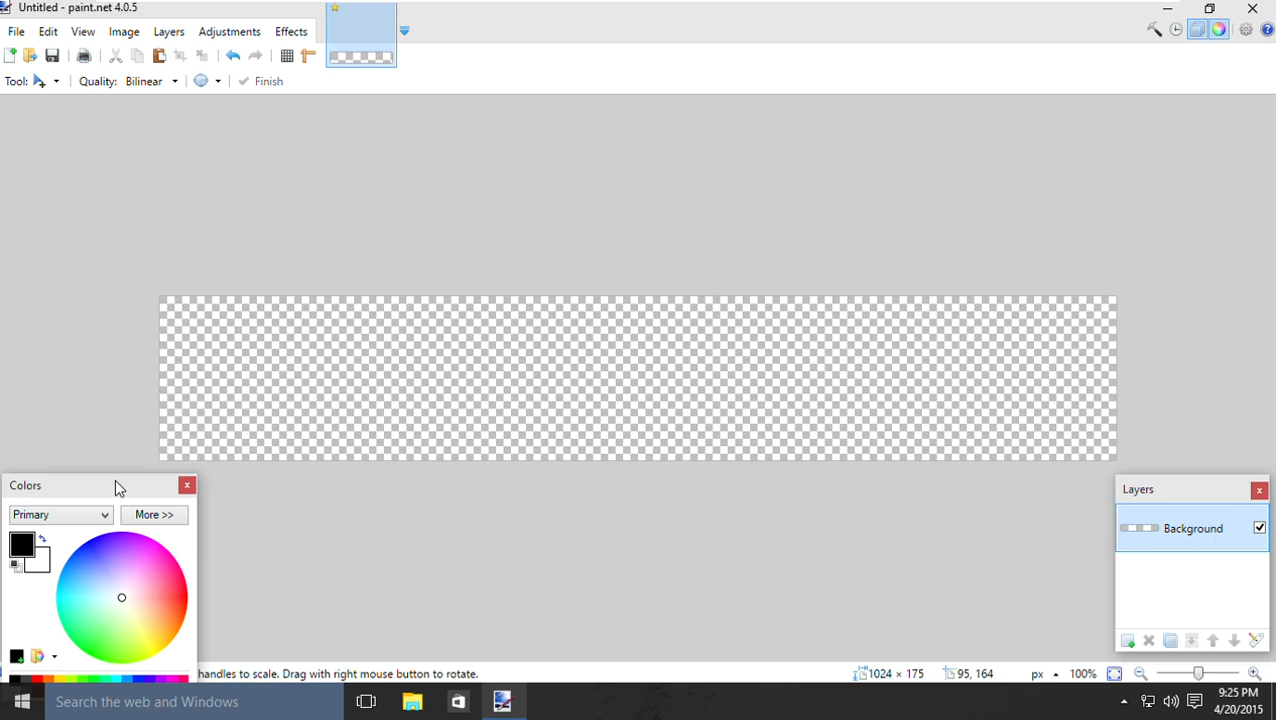 Untitled - paint.net 4.0.5
File Edit View Image Layers Adjustments Effects
Tool: Quality: Bilinear Finish
Colors
Primary More >>
Layers
Background
handles to scale. Drag with right mouse button to rotate.
1024 × 175 95, 164 px 100%
Search the web and Windows
9:25 PM
4/20/2015